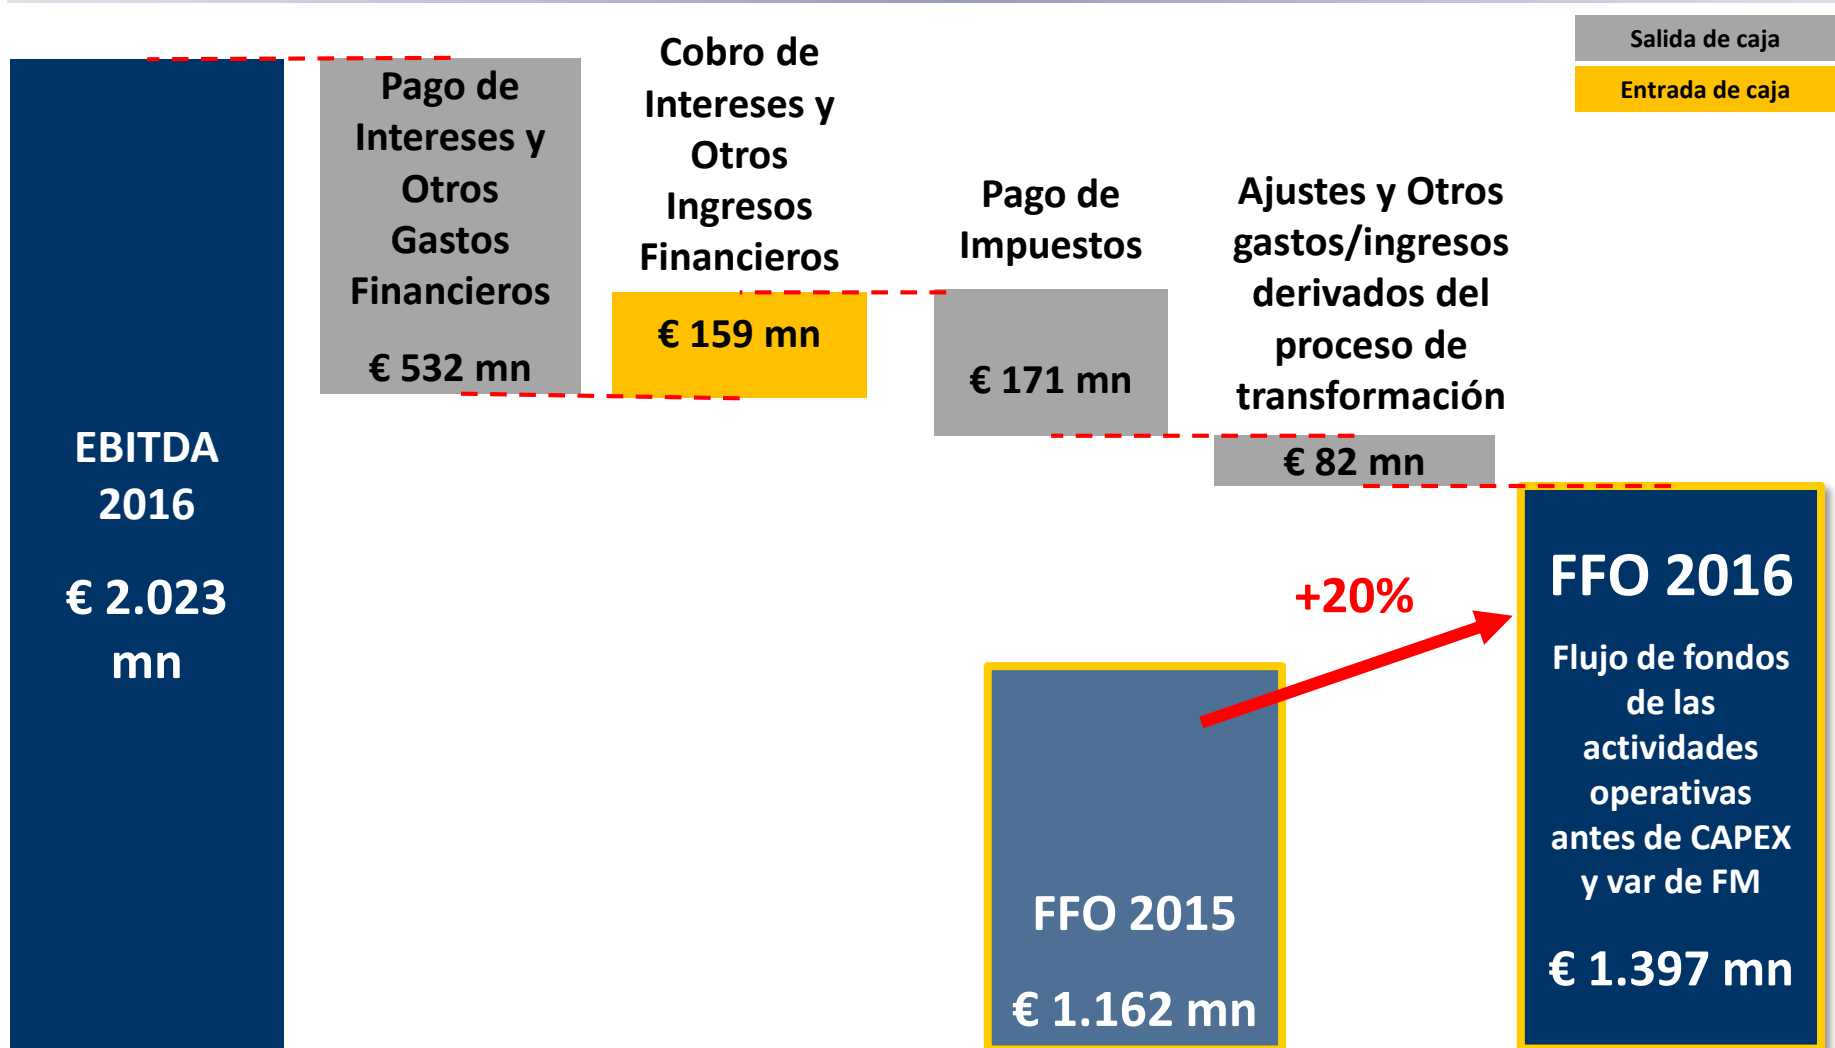 Salida de caja
Entrada de caja
EBITDA
2016
€ 2.023
mn
Pago de
Intereses y
Otros
Gastos
Financieros
€ 532 mn
Cobro de
Intereses y
Otros
Ingresos
Financieros
€ 159 mn
Pago de
Impuestos
€ 171 mn
Ajustes y Otros
gastos/ingresos
derivados del
proceso de
transformación
€ 82 mn
+20%
FFO 2015
€ 1.162 mn
FFO 2016
Flujo de fondos
de las
actividades
operativas
antes de CAPEX
y var de FM
€ 1.397 mn